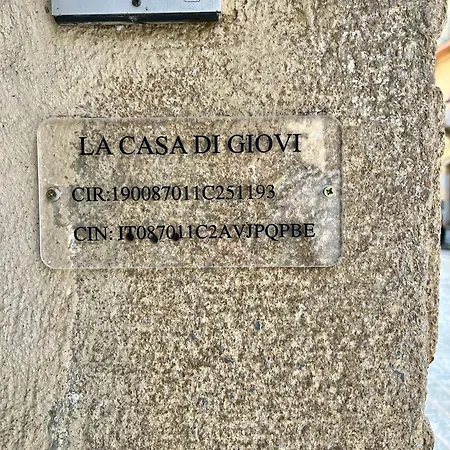 LA CASA DI GIOVI
CIR:190087011C251193
CIN: IT087011C2AVJPQPBE